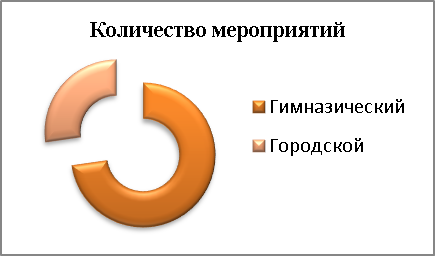 Количество мероприятий
Гимназический
Городской